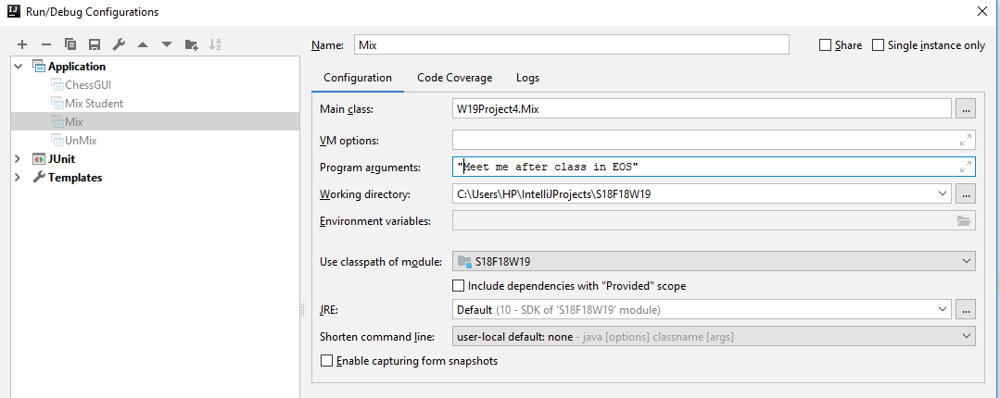 Run/Debug Configurations
Name: Mix Share Single instance only
Application
ChessGUI
Mix Student
Mix
UnMix
JUnit
Templates
Configuration Code Coverage Logs
Main class: W19Project4.Mix ...
VM options:
Program arguments: "Meet me after class in EOS"
Working directory: C:\Users\HP\IntelliJProjects\S18F18W19 ...
Environment variables:
Use classpath of module: S18F18W19
Include dependencies with "Provided" scope
JRE: Default (10 - SDK of 'S18F18W19' module) ...
Shorten command line: user-local default: none - java [options] classname [args]
Enable capturing form snapshots